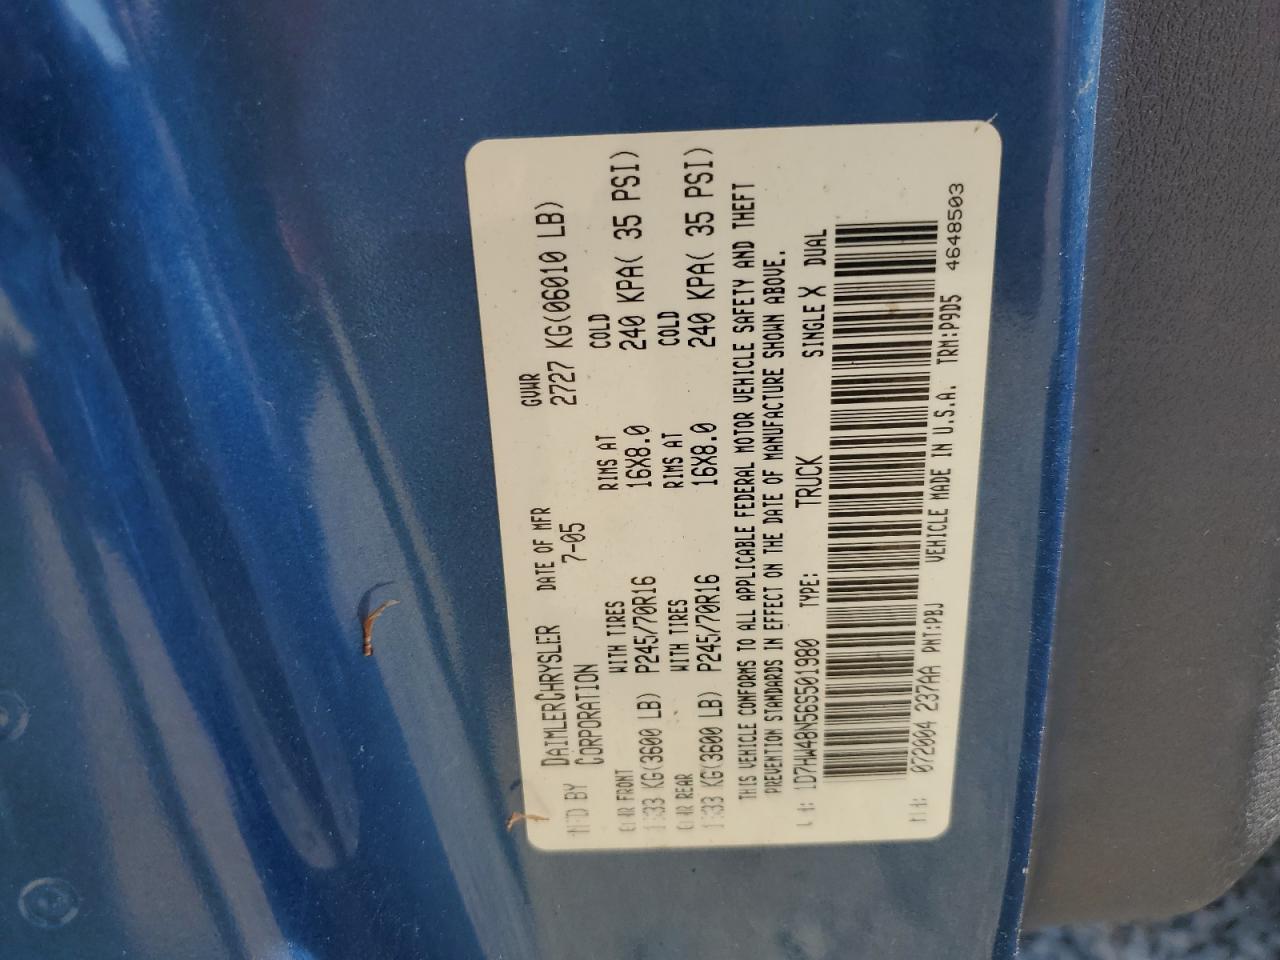 MFD BY DAIMLERCHRYSLER CORPORATION DATE OF MFR 7-05 GVWR 2727 KG(06010 LB)
GAWR FRONT WITH TIRES RIMS AT COLD
1633 KG(3600 LB) P245/70R16 16X8.0 240 KPA( 35 PSI)
GAWR REAR WITH TIRES RIMS AT COLD
1633 KG(3600 LB) P245/70R16 16X8.0 240 KPA( 35 PSI)
THIS VEHICLE CONFORMS TO ALL APPLICABLE FEDERAL MOTOR VEHICLE SAFETY AND THEFT
PREVENTION STANDARDS IN EFFECT ON THE DATE OF MANUFACTURE SHOWN ABOVE.
1D7HW48N56S501980 TYPE: TRUCK SINGLE X DUAL
072004 237AA PNT:PBJ VEHICLE MADE IN U.S.A. TRM:P9D5 4648503